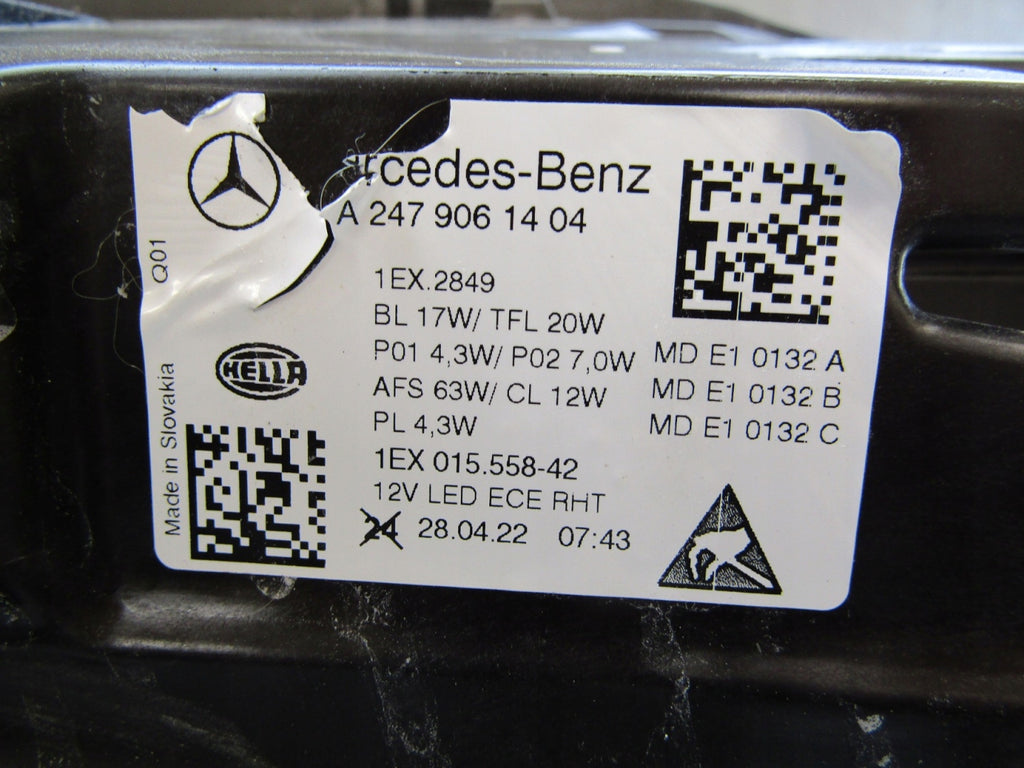 rcedes-Benz
A 247 906 14 04
Q01
1EX.2849
BL 17W/ TFL 20W
P01 4,3W/ P02 7,0W
AFS 63W/ CL 12W
PL 4,3W
MD E1 0132 A
MD E1 0132 B
MD E1 0132 C
HELLA
Made in Slovakia
1EX 015.558-42
12V LED ECE RHT
24 28.04.22 07:43